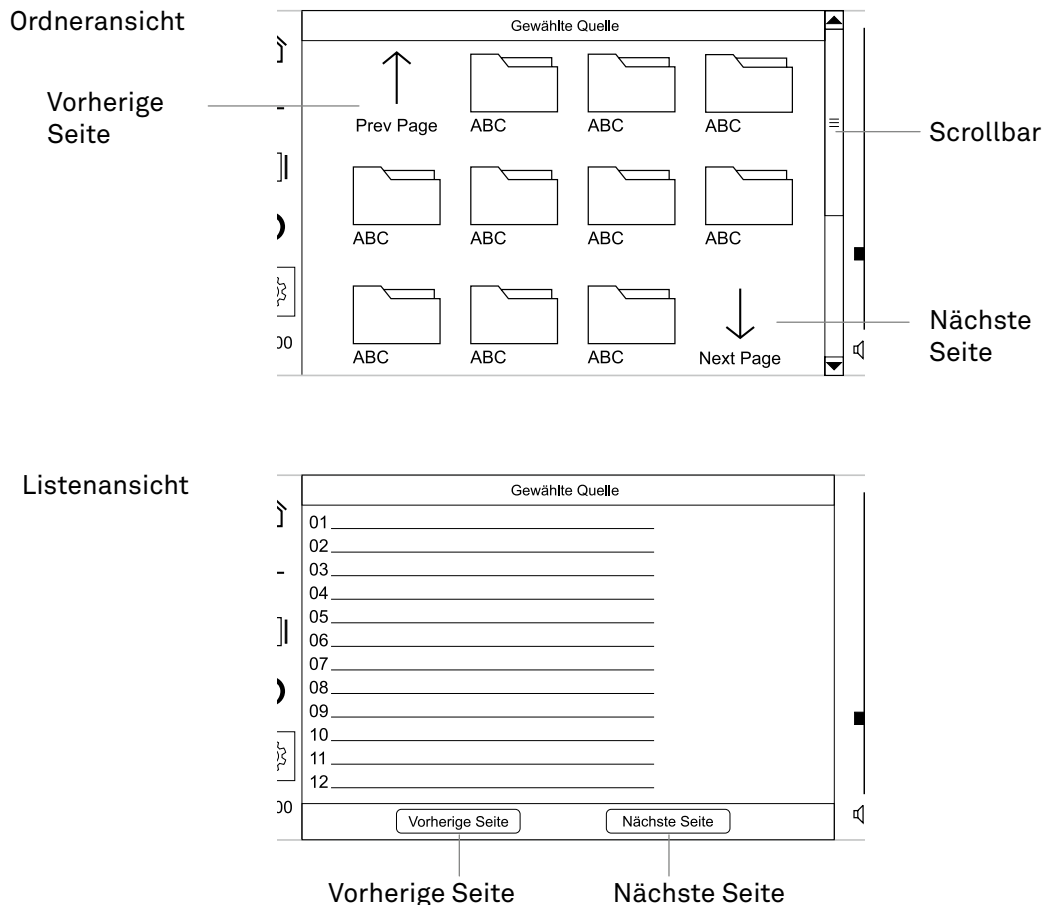 Ordneransicht
Gewählte Quelle
Vorherige
Seite
Prev Page
ABC
ABC
ABC
Scrollbar
ABC
ABC
ABC
ABC
ABC
ABC
ABC
Next Page
Nächste
Seite
00
Listenansicht
Gewählte Quelle
01
02
03
04
05
06
07
08
09
10
11
12
00
Vorherige Seite
Nächste Seite
Vorherige Seite
Nächste Seite